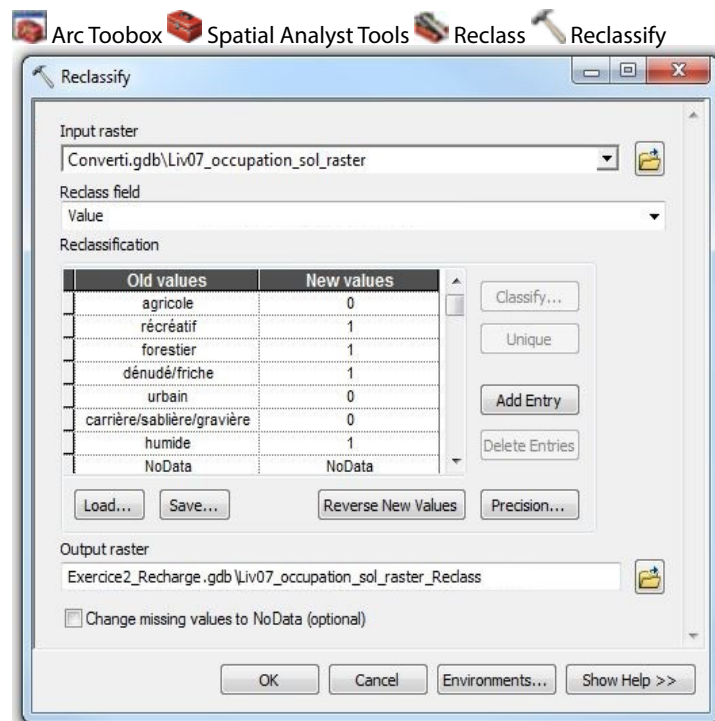 Arc Toobox Spatial Analyst Tools Reclass Reclassify
Reclassify
Input raster
Converti.gdb\Liv07_occupation_sol_raster
Reclass field
Value
Reclassification
Old values New values
agricole 0
récréatif 1
forestier 1
dénudé/friche 1
urbain 0
carrière/sablière/gravière 0
humide 1
NoData NoData
Classify...
Unique
Add Entry
Delete Entries
Load... Save... Reverse New Values Precision...
Output raster
Exercice2_Recharge.gdb\Liv07_occupation_sol_raster_Reclass
Change missing values to NoData (optional)
OK Cancel Environments... Show Help >>